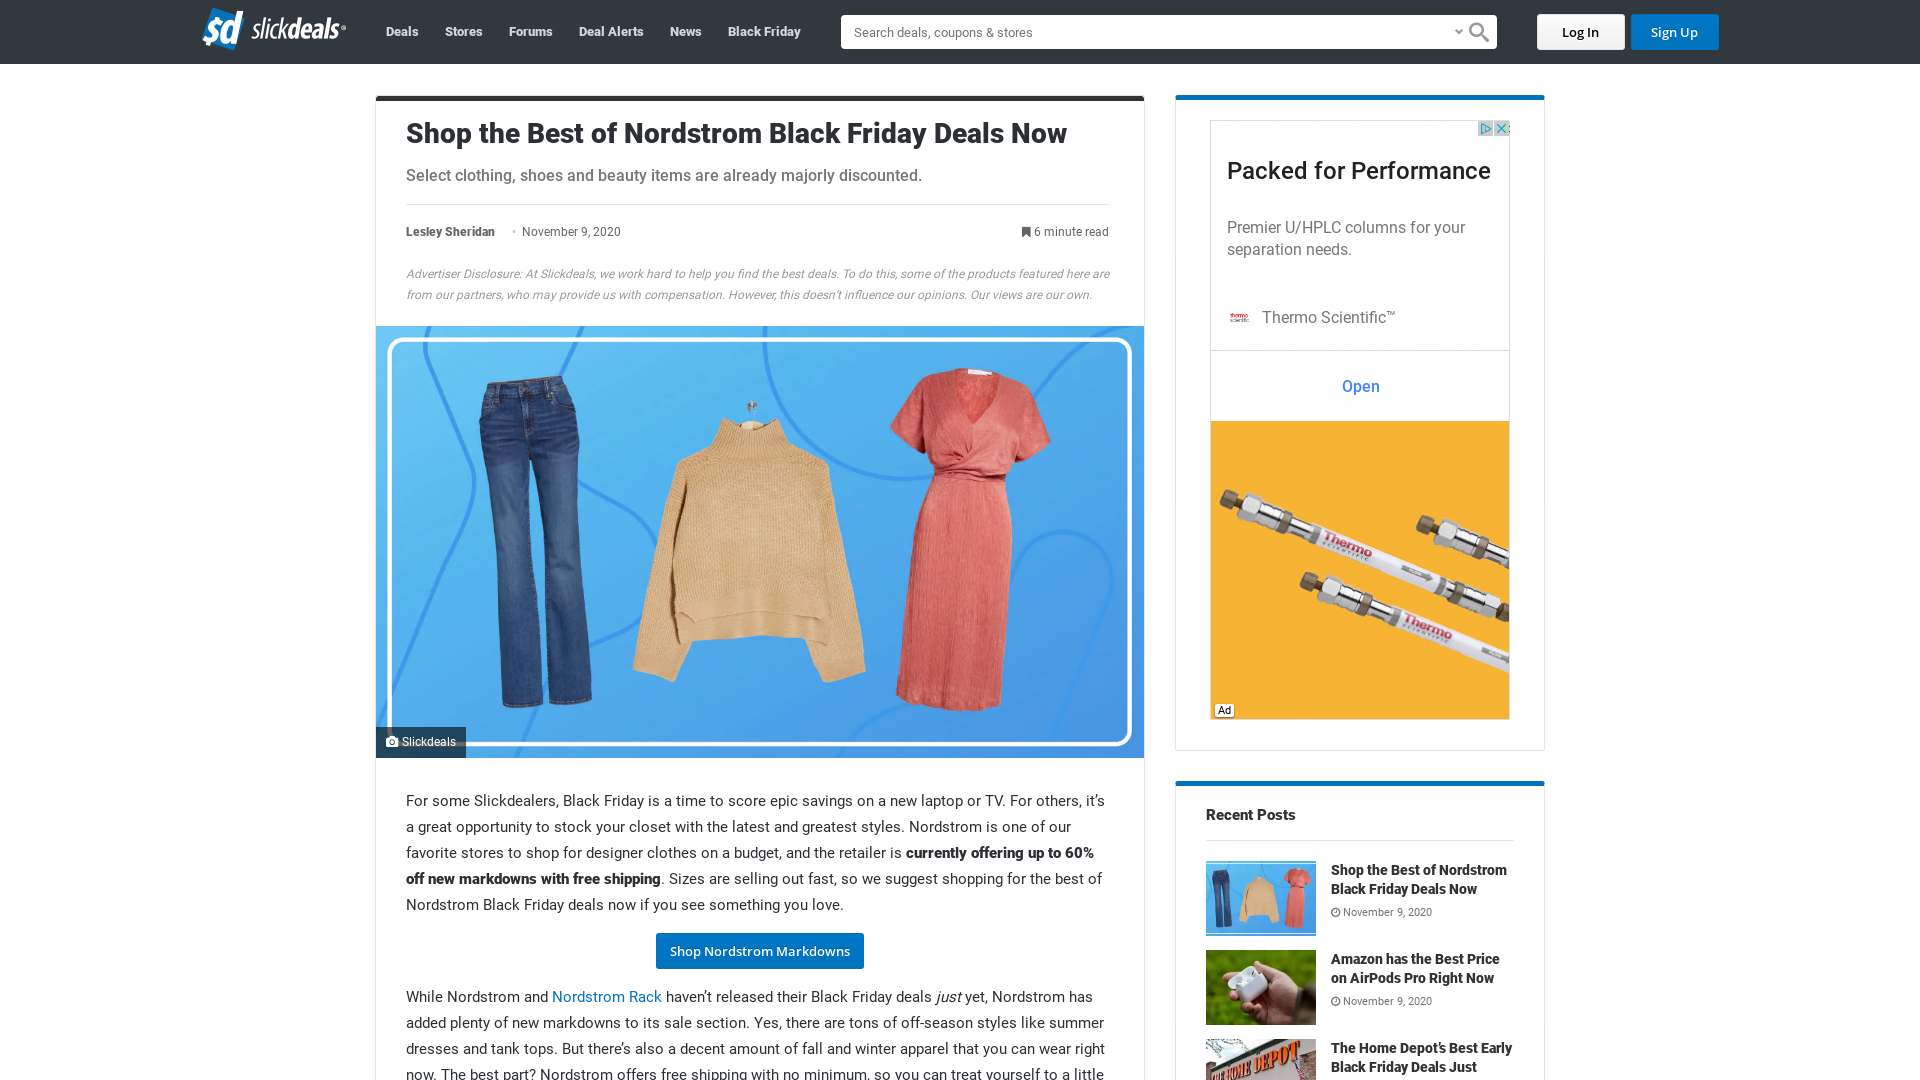 sd slickdeals
Deals
Stores
Forums
Deal Alerts
News
Black Friday
Search deals, coupons & stores
Log In
Sign Up
Shop the Best of Nordstrom Black Friday Deals Now
Select clothing, shoes and beauty items are already majorly discounted.
Lesley Sheridan • November 9, 2020
6 minute read
Advertiser Disclosure: At Slickdeals, we work hard to help you find the best deals. To do this, some of the products featured here are
from our partners, who may provide us with compensation. However, this doesn’t influence our opinions. Our views are our own.
Slickdeals
For some Slickdealers, Black Friday is a time to score epic savings on a new laptop or TV. For others, it’s
a great opportunity to stock your closet with the latest and greatest styles. Nordstrom is one of our
favorite stores to shop for designer clothes on a budget, and the retailer is currently offering up to 60%
off new markdowns with free shipping. Sizes are selling out fast, so we suggest shopping for the best of
Nordstrom Black Friday deals now if you see something you love.
Shop Nordstrom Markdowns
While Nordstrom and Nordstrom Rack haven’t released their Black Friday deals just yet, Nordstrom has
added plenty of new markdowns to its sale section. Yes, there are tons of off-season styles like summer
dresses and tank tops. But there’s also a decent amount of fall and winter apparel that you can wear right
now. The best part? Nordstrom offers free shipping with no minimum, so you can treat yourself to a little
Packed for Performance
Premier U/HPLC columns for your
separation needs.
thermo
scientific
Thermo Scientific™
Open
Thermo
SCIENTIFIC
Thermo
SCIENTIFIC
Ad
Recent Posts
Shop the Best of Nordstrom
Black Friday Deals Now
November 9, 2020
Amazon has the Best Price
on AirPods Pro Right Now
November 9, 2020
THE HOME DEPOT
The Home Depot’s Best Early
Black Friday Deals Just